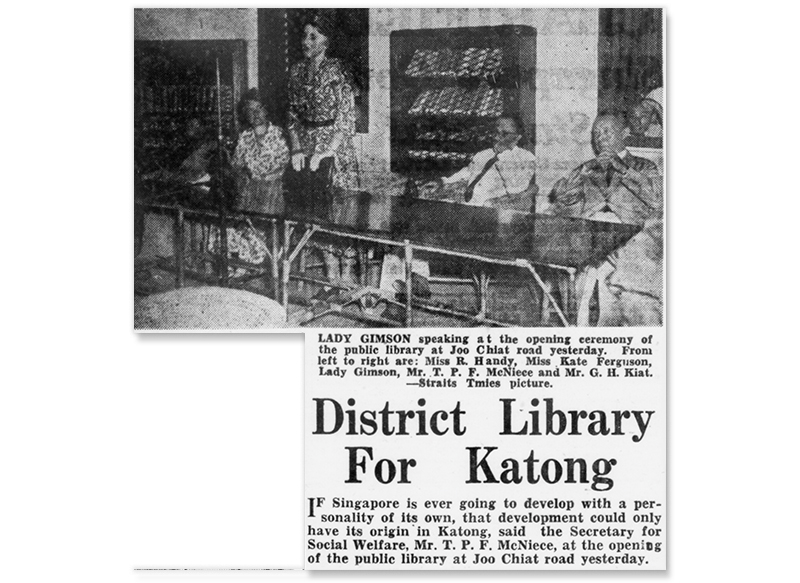 LADY GIMSON speaking at the opening ceremony of
the public library at Joo Chiat road yesterday. From
left to right are: Miss R. Handy, Miss Kate Ferguson,
Lady Gimson, Mr. T. P. F. McNiece and Mr. G. H. Kiat.
—Straits Tmies picture.
District Library
For Katong
IF Singapore is ever going to develop with a per-
sonality of its own, that development could only
have its origin in Katong, said the Secretary for
Social Welfare, Mr. T. P. F. McNiece, at the opening
of the public library at Joo Chiat road yesterday.